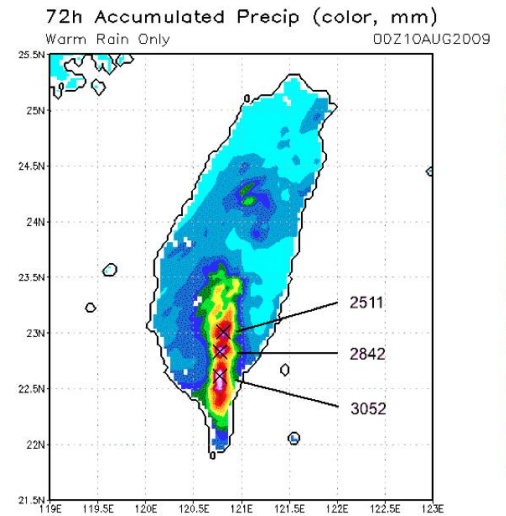 72h Accumulated Precip (color, mm)
Warm Rain Only 00Z10AUG2009
25.5N
25N
24.5N
24N
23.5N
23N
22.5N
22N
21.5N
2511
2842
3052
119E 119.5E 120E 120.5E 121E 121.5E 122E 122.5E 123E